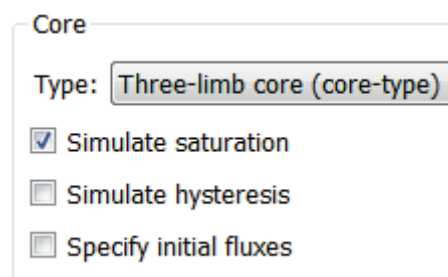 Core
Type: Three-limb core (core-type)
Simulate saturation
Simulate hysteresis
Specify initial fluxes